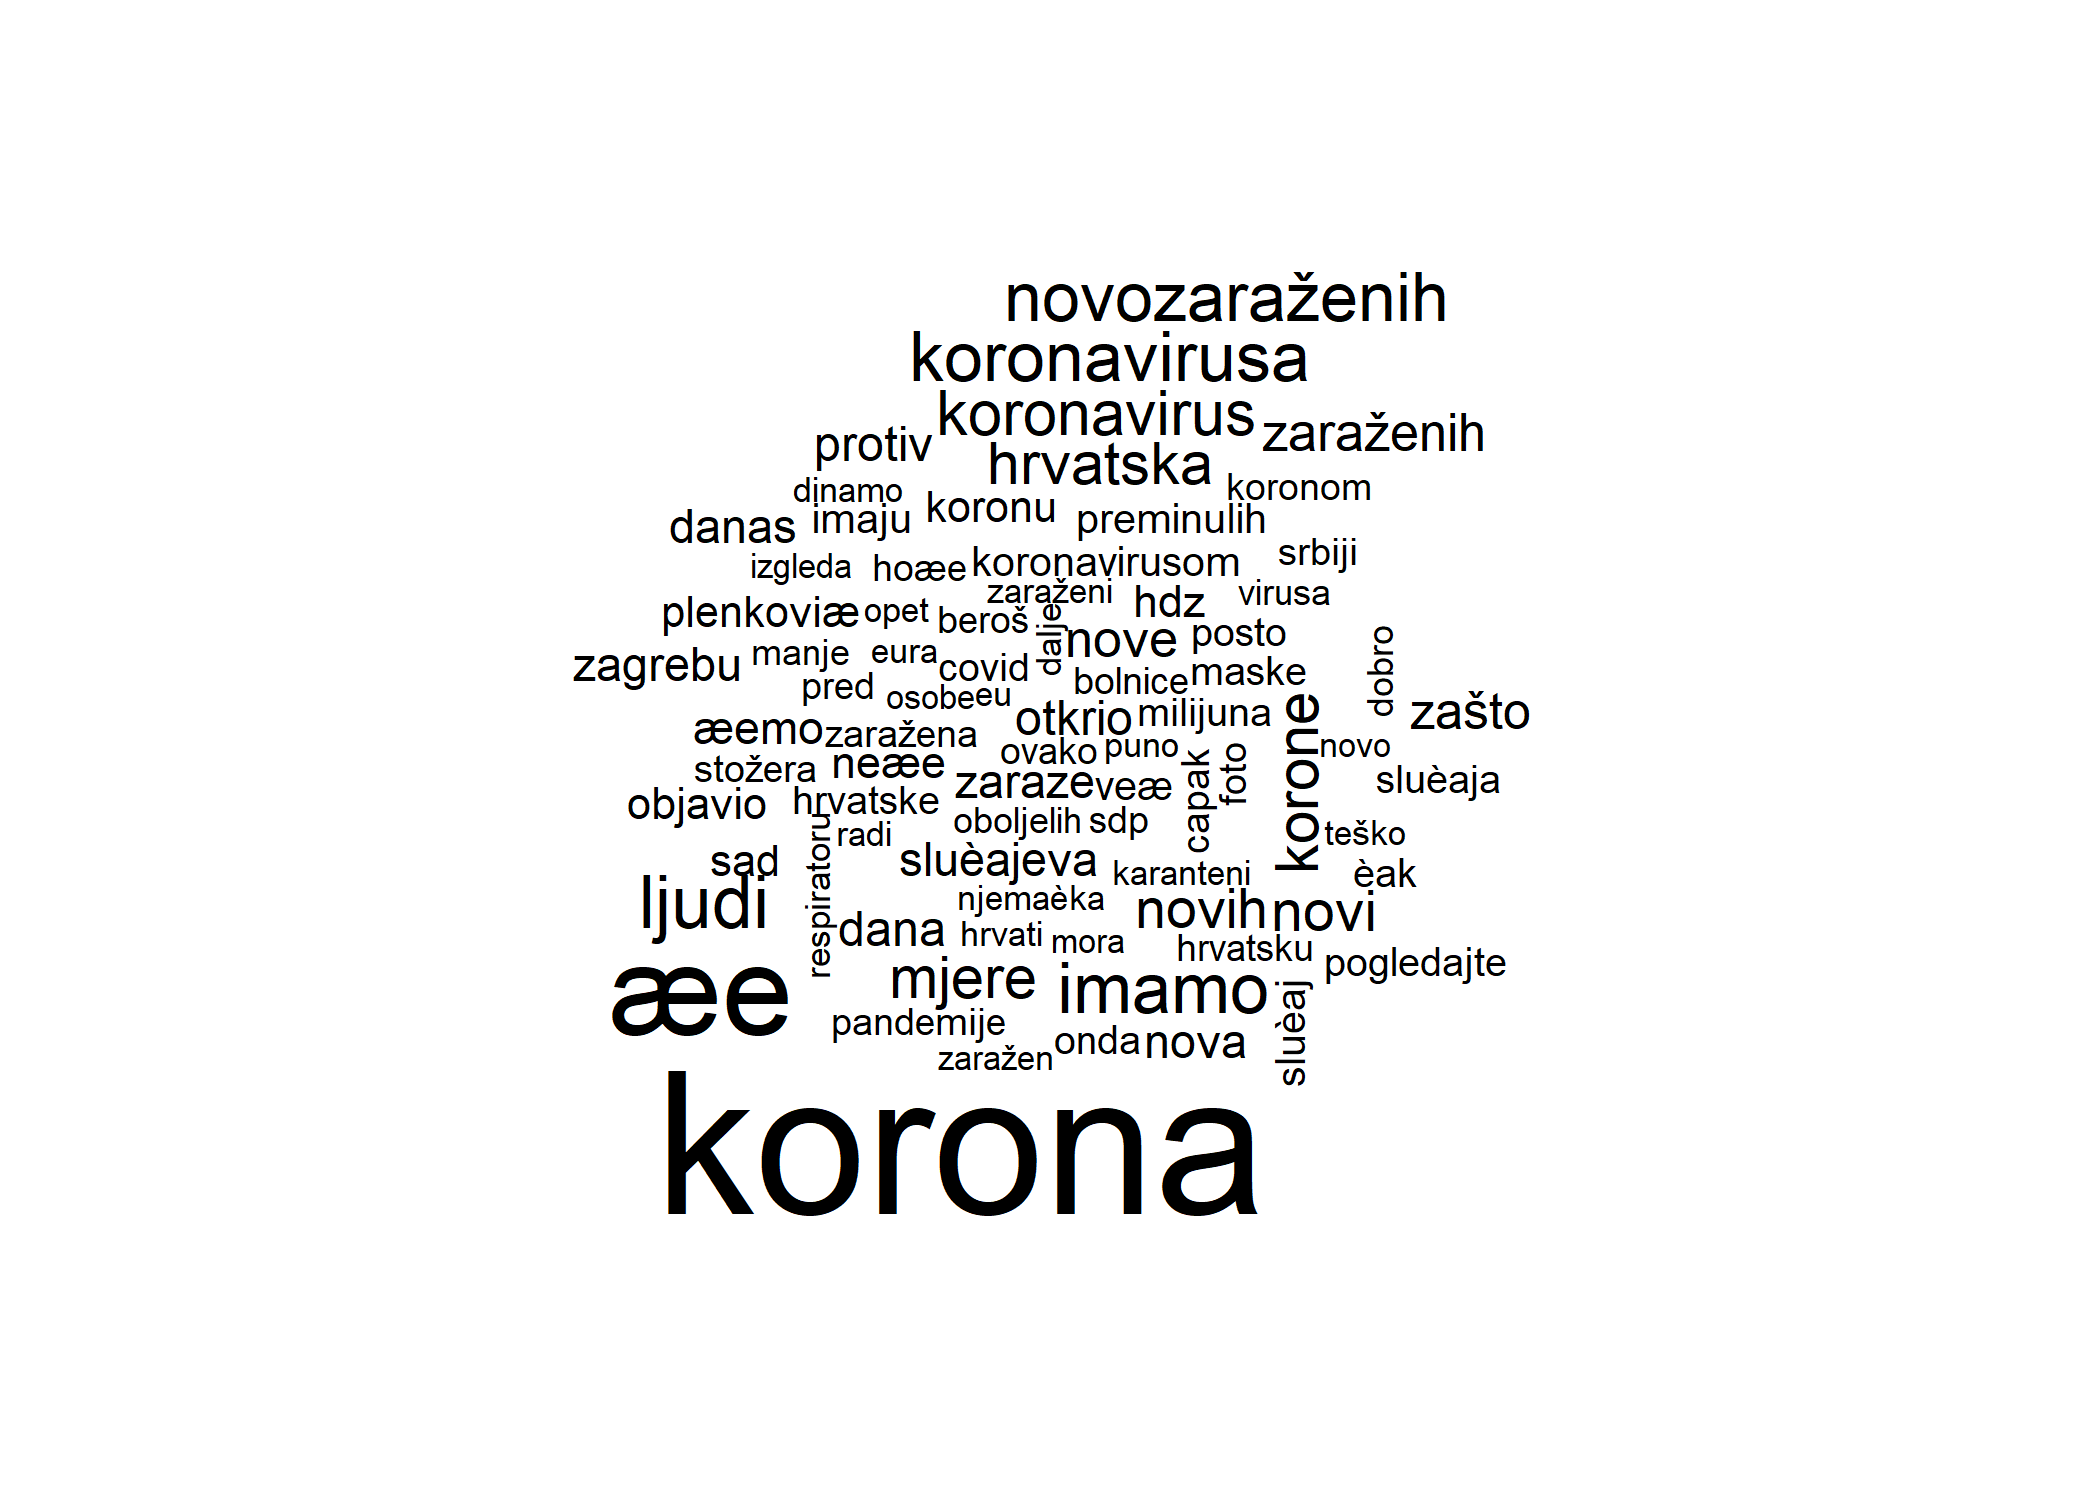 novozaraženih
koronavirusa
koronavirus
zaraženih
protiv
hrvatska
dinamo
koronom
danas
imaju
koronu
preminulih
izgleda
hoæe
koronavirusom
srbiji
zaraženi
virusa
plenkoviæ
opet
beroš
dalje
hdz
nove
posto
zagrebu
manje
eura
covid
bolnice
maske
dobro
pred
osobe
eu
æemo
zaražena
otkrio
milijuna
korone
zašto
stožera
neæe
ovako
puno
capak
foto
novo
objavio
hrvatske
zaraze
veæ
sluèaja
respiratoru
radi
oboljelih
sdp
teško
sad
sluèajeva
karanteni
èak
ljudi
njemaèka
novih
novi
dana
hrvati
mora
hrvatsku
pogledajte
æe
mjere
imamo
sluèaj
pandemije
onda
nova
zaražen
korona